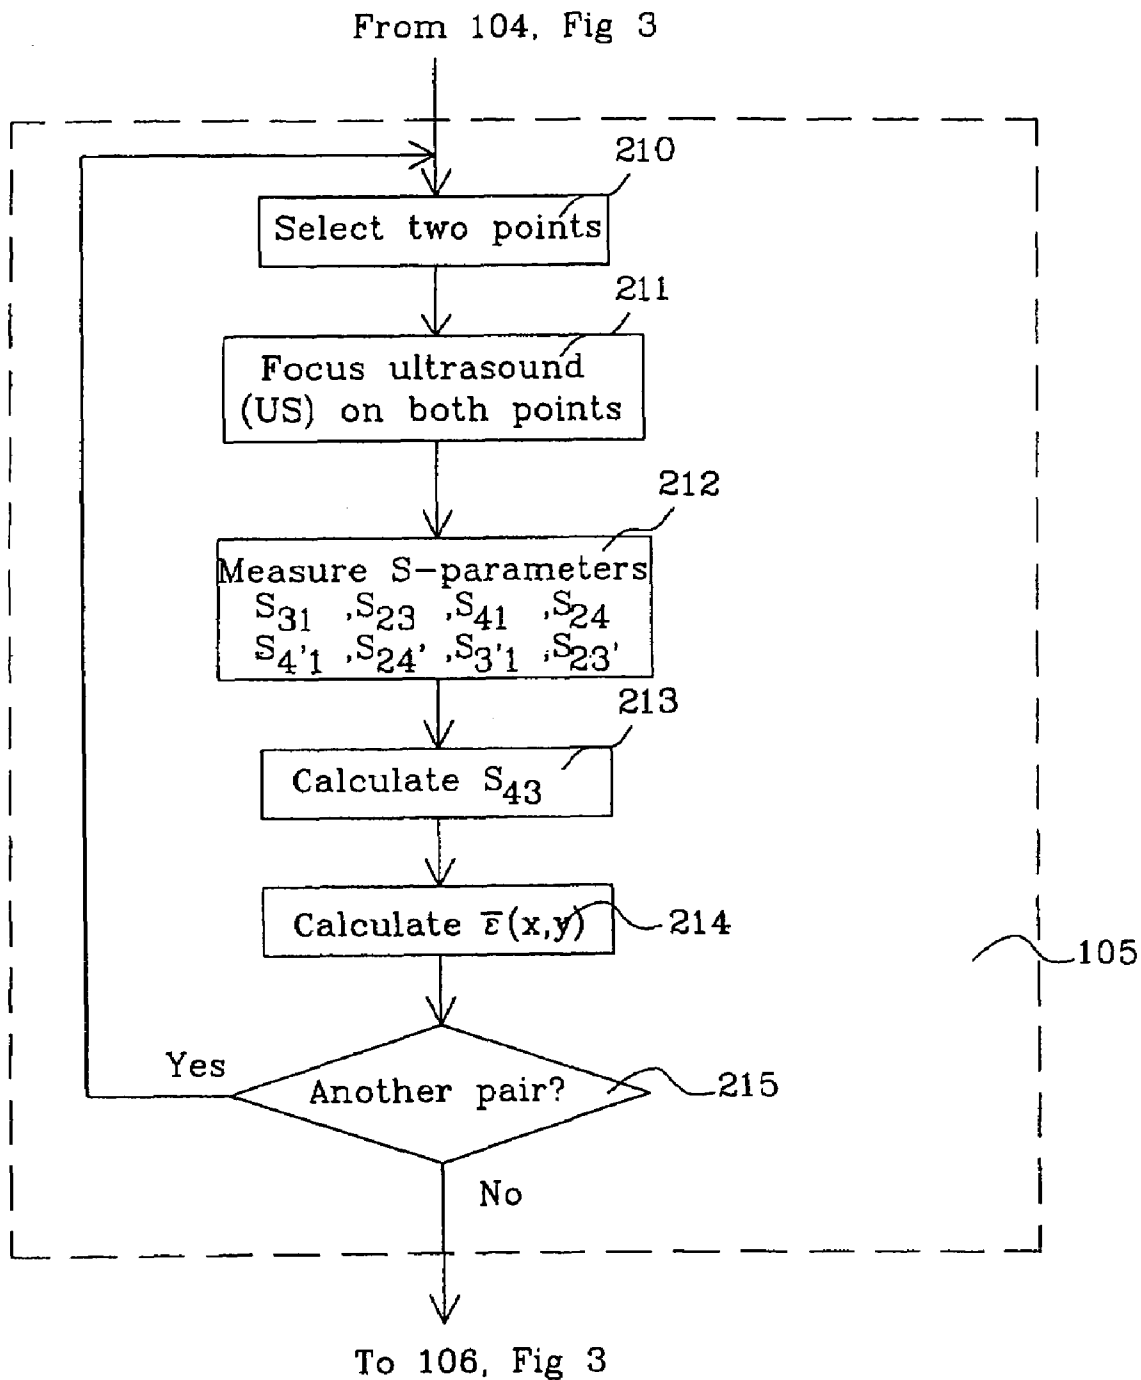 From 104, Fig 3
210
Select two points
211
Focus ultrasound
(US) on both points
212
Measure S-parameters
S31 ,S23 ,S41 ,S24
S4'1 ,S24' ,S3'1 ,S23'
213
Calculate S43
Calculate ε̅(x,y)
214
105
Yes
Another pair?
215
No
To 106, Fig 3